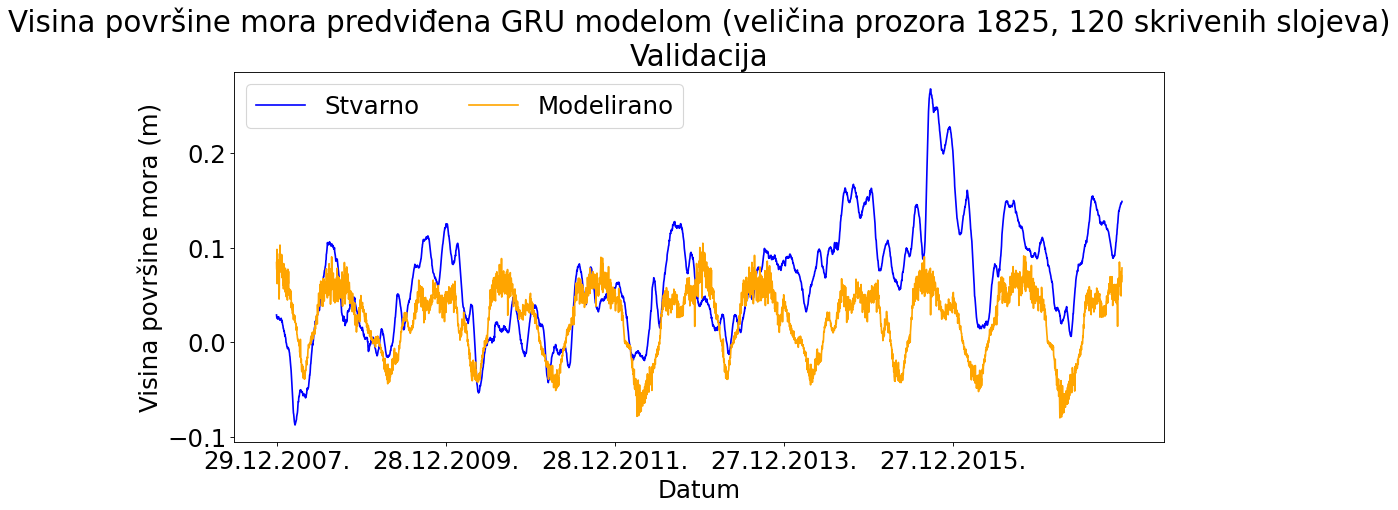 Visina površine mora predviđena GRU modelom (veličina prozora 1825, 120 skrivenih slojeva)
Validacija
Stvarno
Modelirano
Visina površine mora (m)
0.2
0.1
0.0
−0.1
29.12.2007.
28.12.2009.
28.12.2011.
27.12.2013.
27.12.2015.
Datum